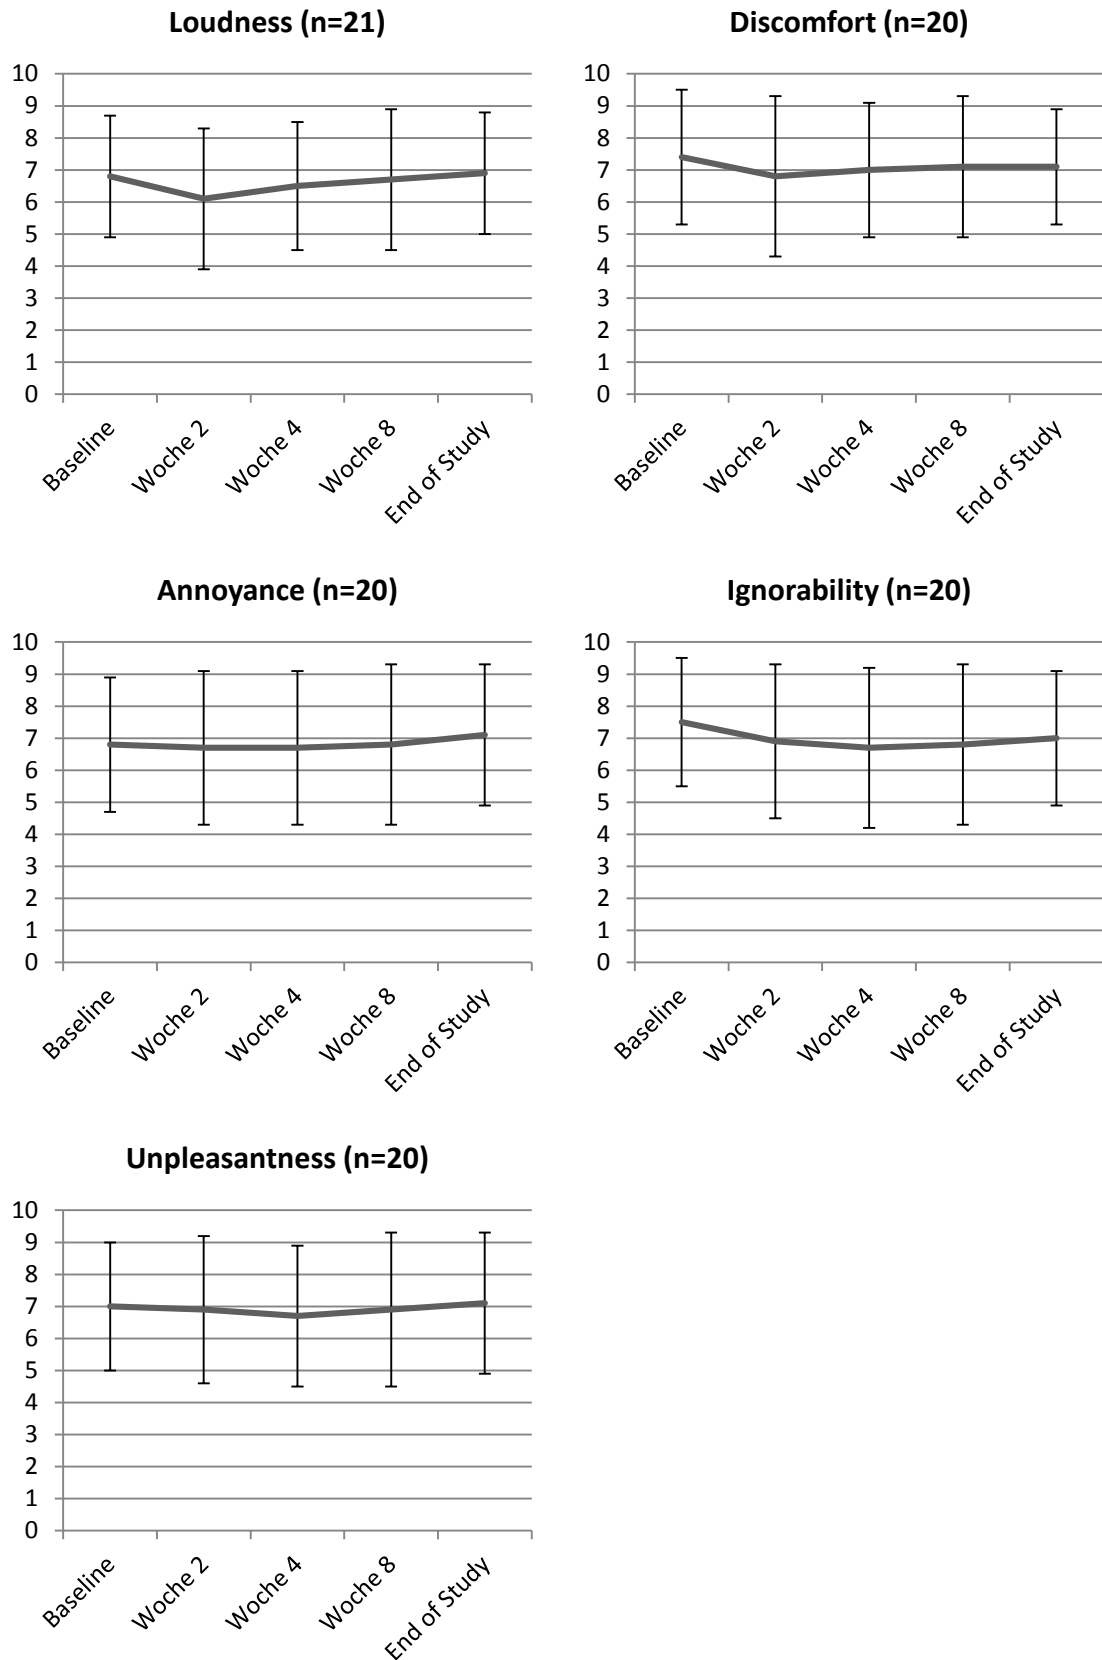 Loudness (n=21)
10
9
8
7
6
5
4
3
2
1
0
Baseline
Woche 2
Woche 4
Woche 8
End of Study
Discomfort (n=20)
10
9
8
7
6
5
4
3
2
1
0
Baseline
Woche 2
Woche 4
Woche 8
End of Study
Annoyance (n=20)
10
9
8
7
6
5
4
3
2
1
0
Baseline
Woche 2
Woche 4
Woche 8
End of Study
Ignorability (n=20)
10
9
8
7
6
5
4
3
2
1
0
Baseline
Woche 2
Woche 4
Woche 8
End of Study
Unpleasantness (n=20)
10
9
8
7
6
5
4
3
2
1
0
Baseline
Woche 2
Woche 4
Woche 8
End of Study